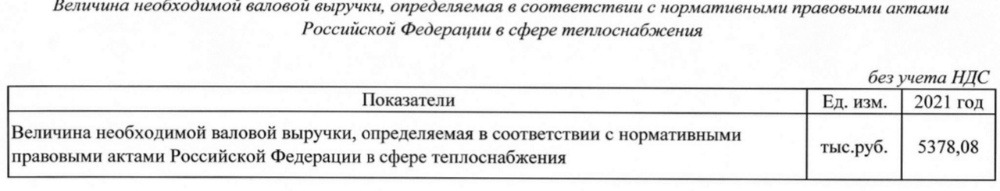 Величина необходимой валовой выручки, определяемая в соответствии с нормативными правовыми актами
Российской Федерации в сфере теплоснабжения
без учета НДС
Показатели Ед. изм. 2021 год
Величина необходимой валовой выручки, определяемая в соответствии с нормативными
правовыми актами Российской Федерации в сфере теплоснабжения
тыс.руб. 5378,08